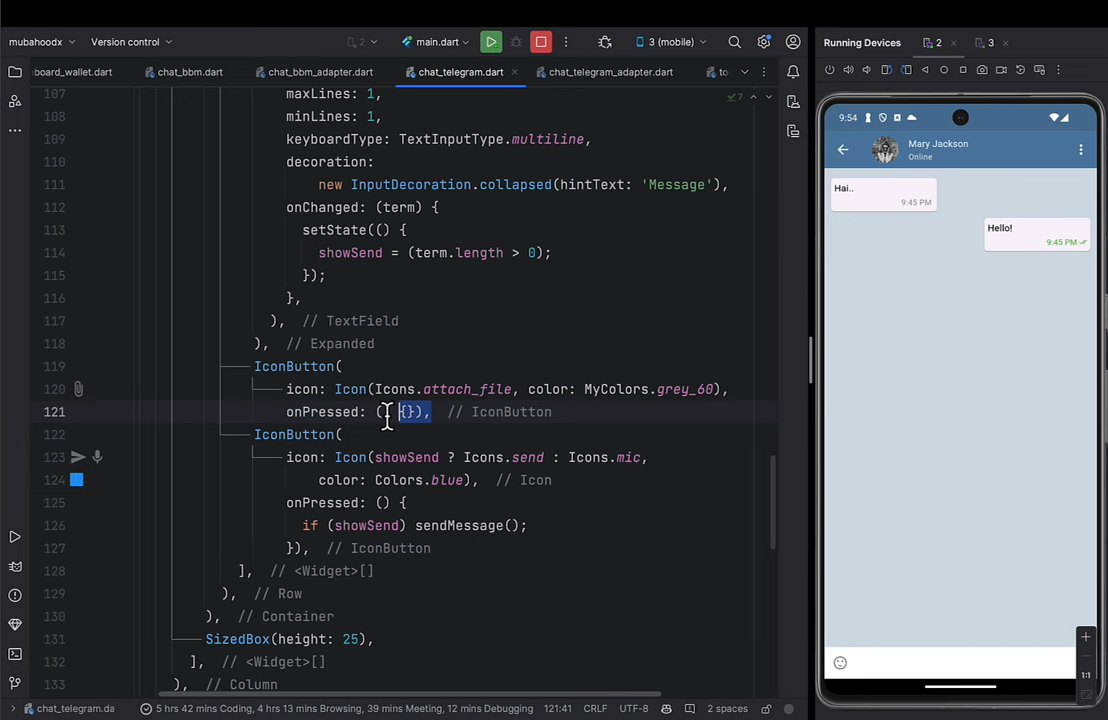 mubahoodx
Version control
2
main.dart
3 (mobile)
Running Devices
2
3
board_wallet.dart
chat_bbm.dart
chat_bbm_adapter.dart
chat_telegram.dart
chat_telegram_adapter.dart
to
7
107 maxLines: 1,
108 minLines: 1,
109 keyboardType: TextInputType.multiline,
110 decoration:
111 new InputDecoration.collapsed(hintText: 'Message'),
112 onChanged: (term) {
113 setState(() {
114 showSend = (term.length > 0);
115 });
116 },
117 ), // TextField
118 ), // Expanded
119 IconButton(
120 icon: Icon(Icons.attach_file, color: MyColors.grey_60),
121 onPressed: () {}), // IconButton
122 IconButton(
123 icon: Icon(showSend ? Icons.send : Icons.mic,
124 color: Colors.blue), // Icon
125 onPressed: () {
126 if (showSend) sendMessage();
127 }), // IconButton
128 ], // <Widget>[]
129 ), // Row
130 ), // Container
131 SizedBox(height: 25),
132 ], // <Widget>[]
133 ), // Column
chat_telegram.da
5 hrs 42 mins Coding, 4 hrs 13 mins Browsing, 39 mins Meeting, 12 mins Debugging
121:41
CRLF
UTF-8
2 spaces
9:54
Mary Jackson
Online
Hai..
9:45 PM
Hello!
9:45 PM
1:1